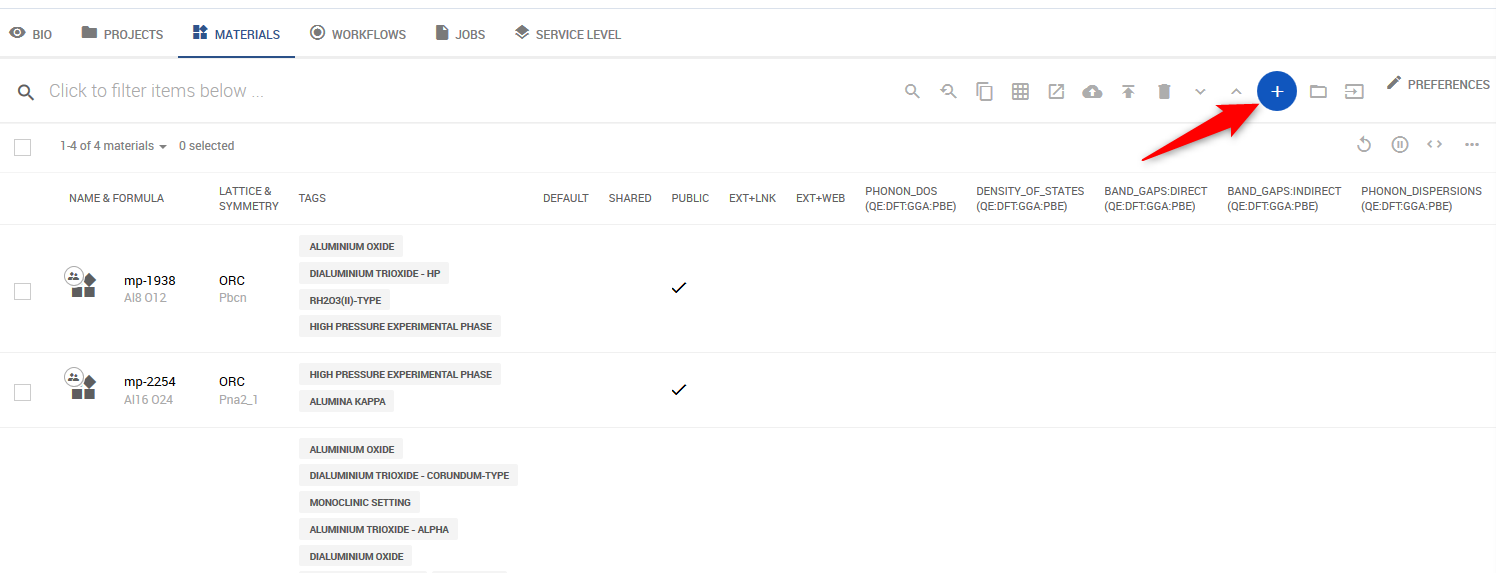 BIO PROJECTS MATERIALS WORKFLOWS JOBS SERVICE LEVEL
Click to filter items below ...
PREFERENCES
1-4 of 4 materials 0 selected
NAME & FORMULA
LATTICE &
SYMMETRY
TAGS
DEFAULT
SHARED
PUBLIC
EXT+LNK
EXT+WEB
PHONON_DOS
(QE:DFT:GGA:PBE)
DENSITY_OF_STATES
(QE:DFT:GGA:PBE)
BAND_GAPS:DIRECT
(QE:DFT:GGA:PBE)
BAND_GAPS:INDIRECT
(QE:DFT:GGA:PBE)
PHONON_DISPERSIONS
(QE:DFT:GGA:PBE)
mp-1938
Al8 O12
ORC
Pbcn
ALUMINIUM OXIDE
DIALUMINIUM TRIOXIDE - HP
RH2O3(II)-TYPE
HIGH PRESSURE EXPERIMENTAL PHASE
mp-2254
Al16 O24
ORC
Pna2_1
HIGH PRESSURE EXPERIMENTAL PHASE
ALUMINA KAPPA
ALUMINIUM OXIDE
DIALUMINIUM TRIOXIDE - CORUNDUM-TYPE
MONOCLINIC SETTING
ALUMINIUM TRIOXIDE - ALPHA
DIALUMINIUM OXIDE